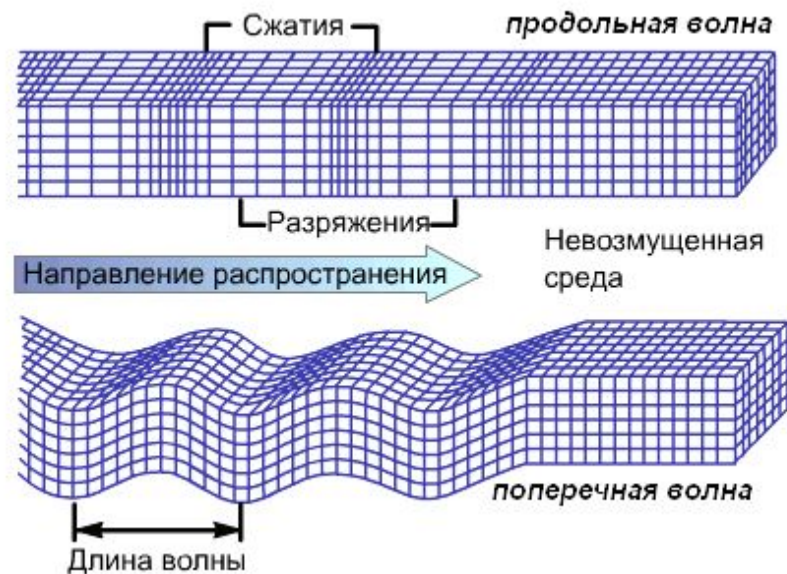 Сжатия
продольная волна
Разряжения
Направление распространения
Невозмущенная
среда
поперечная волна
Длина волны